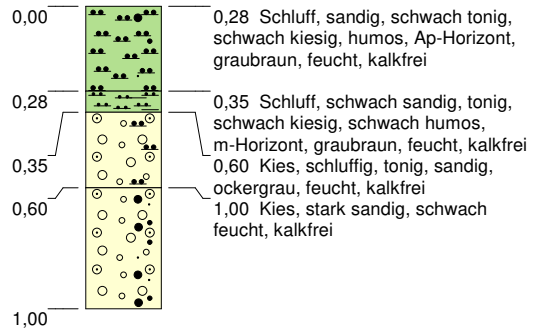 0,00
0,28 Schluff, sandig, schwach tonig,
schwach kiesig, humos, Ap-Horizont,
graubraun, feucht, kalkfrei
0,28
0,35 Schluff, schwach sandig, tonig,
schwach kiesig, schwach humos,
m-Horizont, graubraun, feucht, kalkfrei
0,35
0,60 Kies, schluffig, tonig, sandig,
ockergrau, feucht, kalkfrei
0,60
1,00 Kies, stark sandig, schwach
feucht, kalkfrei
1,00